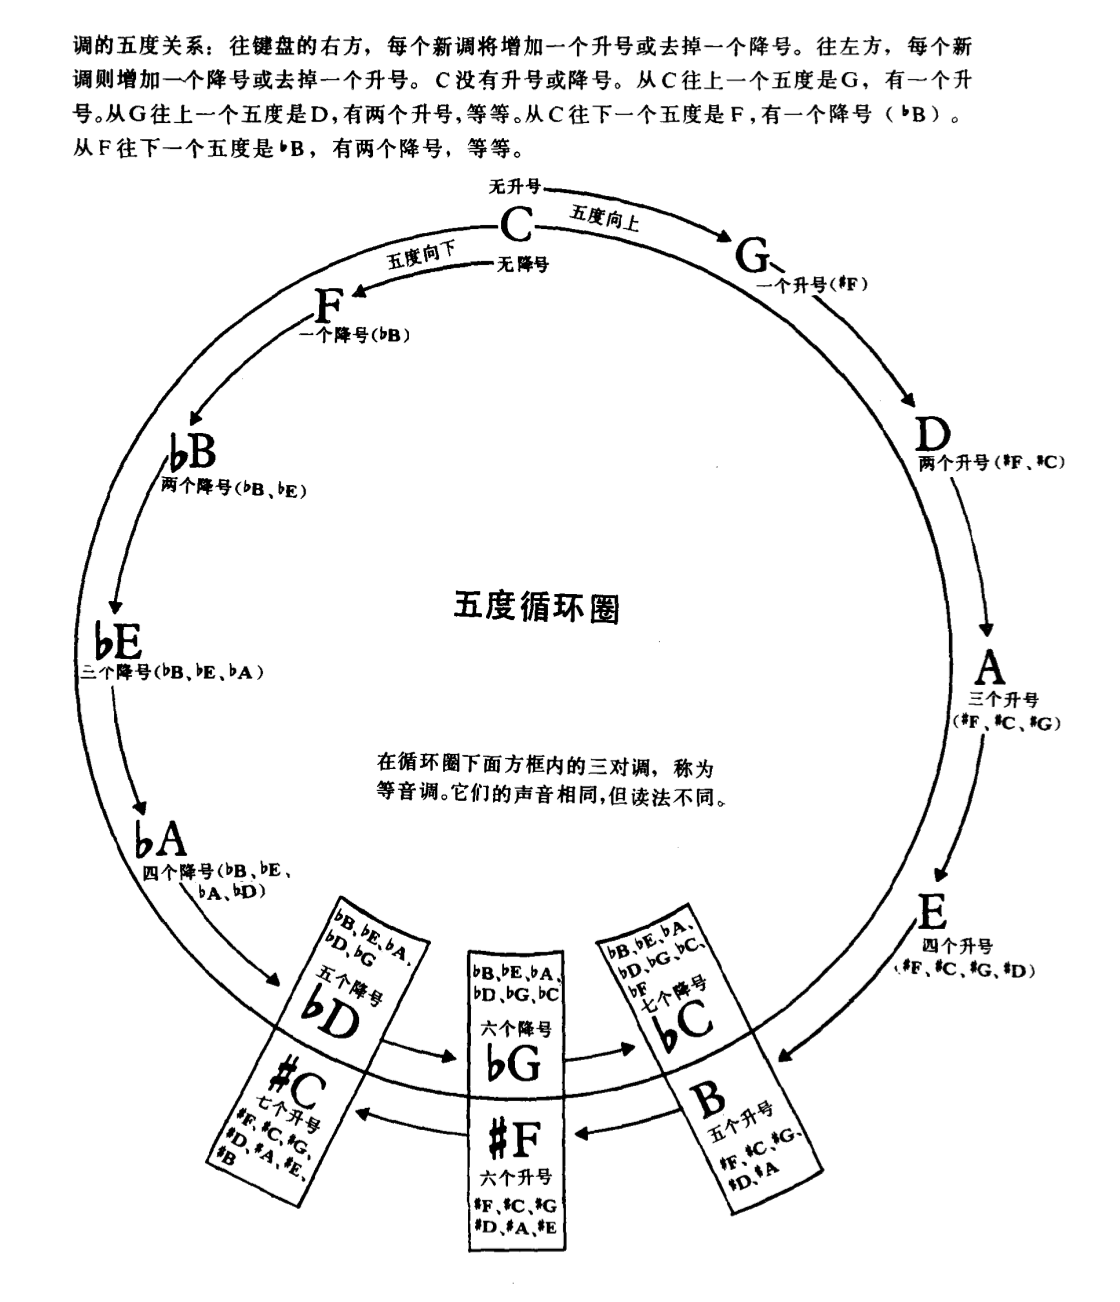 调的五度关系：往键盘的右方，每个新调将增加一个升号或去掉一个降号。往左方，每个新
调则增加一个降号或去掉一个升号。C没有升号或降号。从C往上一个五度是G，有一个升
号。从G往上一个五度是D，有两个升号，等等。从C往下一个五度是F，有一个降号（♭B）。
从F往下一个五度是♭B，有两个降号，等等。
无升号
C
无降号
五度向上
五度向下
G
一个升号(♯F)
F
一个降号(♭B)
D
两个升号(♯F、♯C)
♭B
两个降号(♭B、♭E)
五度循环圈
♭E
三个降号(♭B、♭E、♭A)
A
三个升号
(♯F、♯C、♯G)
在循环圈下面方框内的三对调，称为
等音调。它们的声音相同，但读法不同。
♭A
四个降号(♭B、♭E、
♭A、♭D)
E
四个升号
(♯F、♯C、♯G、♯D)
♭B、♭E、♭A、
♭D、♭G
五个降号
♭D
♯C
七个升号
♯F、♯C、♯G、
♯D、♯A、♯E、
♯B
♭B、♭E、♭A、
♭D、♭G、♭C
六个降号
♭G
♯F
六个升号
♯F、♯C、♯G
♯D、♯A、♯E
♭B、♭E、♭A、
♭D、♭G、♭C、
♭F
七个降号
♭C
B
五个升号
♯F、♯C、♯G、
♯D、♯A